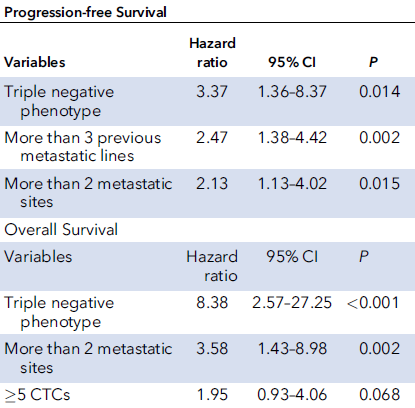 Progression-free Survival
Hazard
Variables ratio 95% CI P
Triple negative 3.37 1.36–8.37 0.014
phenotype
More than 3 previous 2.47 1.38–4.42 0.002
metastatic lines
More than 2 metastatic 2.13 1.13–4.02 0.015
sites
Overall Survival
Variables Hazard 95% CI P
ratio
Triple negative 8.38 2.57–27.25 <0.001
phenotype
More than 2 metastatic 3.58 1.43–8.98 0.002
sites
≥5 CTCs 1.95 0.93–4.06 0.068